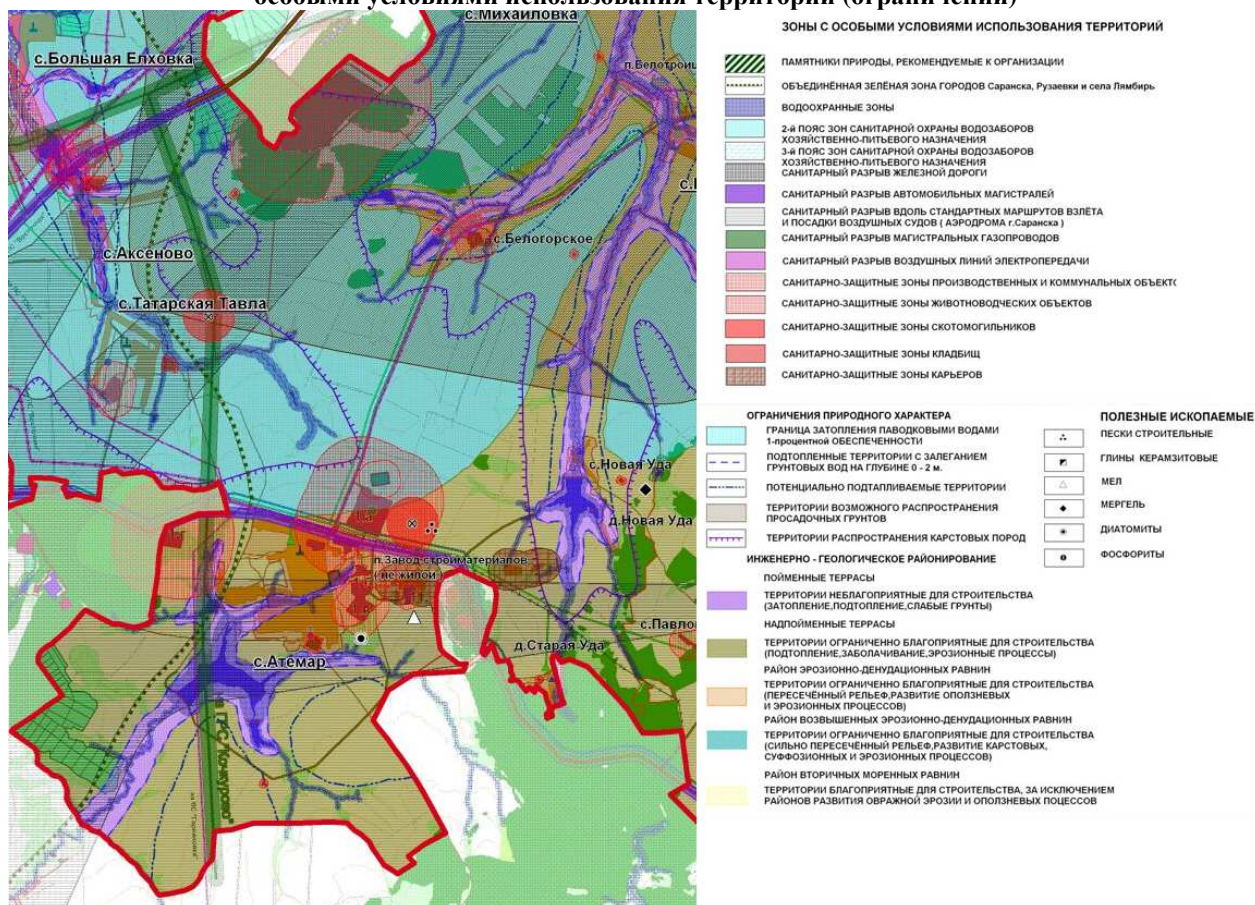 особыми условиями использования территорий (ограничений)
с.Михайловка
с.Большая Елховка
п.Белотроиц
с.Белогорское
с.Аксёново
с.Татарская Тавла
с.Новая Уда
д.Новая Уда
п.Завод стройматериалов
( не жилой )
с.Павло
д.Старая Уда
с.Атемар
ЗОНЫ С ОСОБЫМИ УСЛОВИЯМИ ИСПОЛЬЗОВАНИЯ ТЕРРИТОРИЙ
ПАМЯТНИКИ ПРИРОДЫ, РЕКОМЕНДУЕМЫЕ К ОРГАНИЗАЦИИ
ОБЪЕДИНЁННАЯ ЗЕЛЁНАЯ ЗОНА ГОРОДОВ Саранска, Рузаевки и села Лямбирь
ВОДООХРАННЫЕ ЗОНЫ
2-й ПОЯС ЗОН САНИТАРНОЙ ОХРАНЫ ВОДОЗАБОРОВ
ХОЗЯЙСТВЕННО-ПИТЬЕВОГО НАЗНАЧЕНИЯ
3-й ПОЯС ЗОН САНИТАРНОЙ ОХРАНЫ ВОДОЗАБОРОВ
ХОЗЯЙСТВЕННО-ПИТЬЕВОГО НАЗНАЧЕНИЯ
САНИТАРНЫЙ РАЗРЫВ ЖЕЛЕЗНОЙ ДОРОГИ
САНИТАРНЫЙ РАЗРЫВ АВТОМОБИЛЬНЫХ МАГИСТРАЛЕЙ
САНИТАРНЫЙ РАЗРЫВ ВДОЛЬ СТАНДАРТНЫХ МАРШРУТОВ ВЗЛЁТА
И ПОСАДКИ ВОЗДУШНЫХ СУДОВ ( АЭРОДРОМА г.Саранска )
САНИТАРНЫЙ РАЗРЫВ МАГИСТРАЛЬНЫХ ГАЗОПРОВОДОВ
САНИТАРНЫЙ РАЗРЫВ ВОЗДУШНЫХ ЛИНИЙ ЭЛЕКТРОПЕРЕДАЧИ
САНИТАРНО-ЗАЩИТНЫЕ ЗОНЫ ПРОИЗВОДСТВЕННЫХ И КОММУНАЛЬНЫХ ОБЪЕКТО
САНИТАРНО-ЗАЩИТНЫЕ ЗОНЫ ЖИВОТНОВОДЧЕСКИХ ОБЪЕКТОВ
САНИТАРНО-ЗАЩИТНЫЕ ЗОНЫ СКОТОМОГИЛЬНИКОВ
САНИТАРНО-ЗАЩИТНЫЕ ЗОНЫ КЛАДБИЩ
САНИТАРНО-ЗАЩИТНЫЕ ЗОНЫ КАРЬЕРОВ
ОГРАНИЧЕНИЯ ПРИРОДНОГО ХАРАКТЕРА
ГРАНИЦА ЗАТОПЛЕНИЯ ПАВОДКОВЫМИ ВОДАМИ
1-процентной ОБЕСПЕЧЕННОСТИ
ПОДТОПЛЕННЫЕ ТЕРРИТОРИИ С ЗАЛЕГАНИЕМ
ГРУНТОВЫХ ВОД НА ГЛУБИНЕ 0 - 2 м.
ПОТЕНЦИАЛЬНО ПОДТАПЛИВАЕМЫЕ ТЕРРИТОРИИ
ТЕРРИТОРИИ ВОЗМОЖНОГО РАСПРОСТРАНЕНИЯ
ПРОСАДОЧНЫХ ГРУНТОВ
ТЕРРИТОРИИ РАСПРОСТРАНЕНИЯ КАРСТОВЫХ ПОРОД
ИНЖЕНЕРНО - ГЕОЛОГИЧЕСКОЕ РАЙОНИРОВАНИЕ
ПОЙМЕННЫЕ ТЕРРАСЫ
ТЕРРИТОРИИ НЕБЛАГОПРИЯТНЫЕ ДЛЯ СТРОИТЕЛЬСТВА
(ЗАТОПЛЕНИЕ,ПОДТОПЛЕНИЕ,СЛАБЫЕ ГРУНТЫ)
НАДПОЙМЕННЫЕ ТЕРРАСЫ
ТЕРРИТОРИИ ОГРАНИЧЕННО БЛАГОПРИЯТНЫЕ ДЛЯ СТРОИТЕЛЬСТВА
(ПОДТОПЛЕНИЕ,ЗАБОЛАЧИВАНИЕ,ЭРОЗИОННЫЕ ПРОЦЕССЫ)
РАЙОН ЭРОЗИОННО-ДЕНУДАЦИОННЫХ РАВНИН
ТЕРРИТОРИИ ОГРАНИЧЕННО БЛАГОПРИЯТНЫЕ ДЛЯ СТРОИТЕЛЬСТВА
(ПЕРЕСЕЧЁННЫЙ РЕЛЬЕФ,РАЗВИТИЕ ОПОЛЗНЕВЫХ
И ЭРОЗИОННЫХ ПРОЦЕССОВ)
РАЙОН ВОЗВЫШЕННЫХ ЭРОЗИОННО-ДЕНУДАЦИОННЫХ РАВНИН
ТЕРРИТОРИИ ОГРАНИЧЕННО БЛАГОПРИЯТНЫЕ ДЛЯ СТРОИТЕЛЬСТВА
(СИЛЬНО ПЕРЕСЕЧЁННЫЙ РЕЛЬЕФ,РАЗВИТИЕ КАРСТОВЫХ,
СУФФОЗИОННЫХ И ЭРОЗИОННЫХ ПРОЦЕССОВ)
РАЙОН ВТОРИЧНЫХ МОРЕННЫХ РАВНИН
ТЕРРИТОРИИ БЛАГОПРИЯТНЫЕ ДЛЯ СТРОИТЕЛЬСТВА, ЗА ИСКЛЮЧЕНИЕМ
РАЙОНОВ РАЗВИТИЯ ОВРАЖНОЙ ЭРОЗИИ И ОПОЛЗНЕВЫХ ПОЦЕССОВ
ПОЛЕЗНЫЕ ИСКОПАЕМЫЕ
ПЕСКИ СТРОИТЕЛЬНЫЕ
ГЛИНЫ КЕРАМЗИТОВЫЕ
МЕЛ
МЕРГЕЛЬ
ДИАТОМИТЫ
ФОСФОРИТЫ